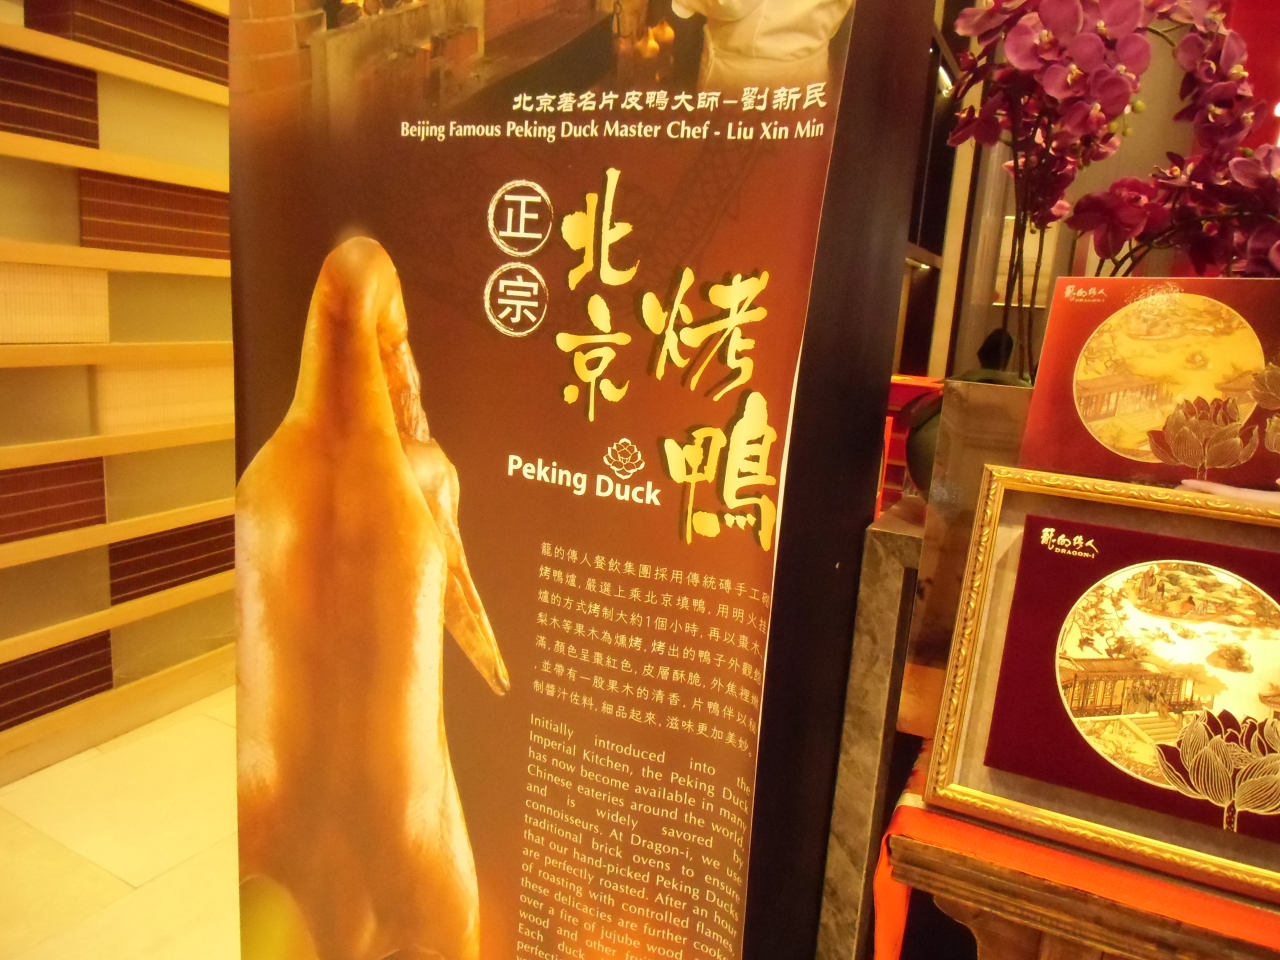 北京著名片皮鴨大師–劉新民
Beijing Famous Peking Duck Master Chef - Liu Xin Min
正宗
北京
烤鴨
Peking Duck
籠的傳人餐飲集團採用傳統磚手工砌
烤鴨爐,嚴選上乘北京填鴨,用明火掛
爐的方式烤制大約1個小時,再以棗木,
梨木等果木為燻烤,烤出的鴨子外觀飽
滿,顏色呈棗紅色,皮層酥脆,外焦裡嫩
,並帶有一股果木的清香,片鴨伴以秘
制醬汁佐料,細品起來,滋味更加美妙。
Initially introduced into the
Imperial Kitchen, the Peking Duck
has now become available in many
Chinese eateries around the world,
and is widely savored by
connoisseurs. At Dragon-i, we use
traditional brick ovens to ensure
that our hand-picked Peking Ducks
are perfectly roasted. After an hour
of roasting with controlled flames,
these delicacies are further cooked
over a fire of jujube wood,
wood and other
Each duck
籠的傳人
DRAGON-i
籠的傳人
DRAGON-i